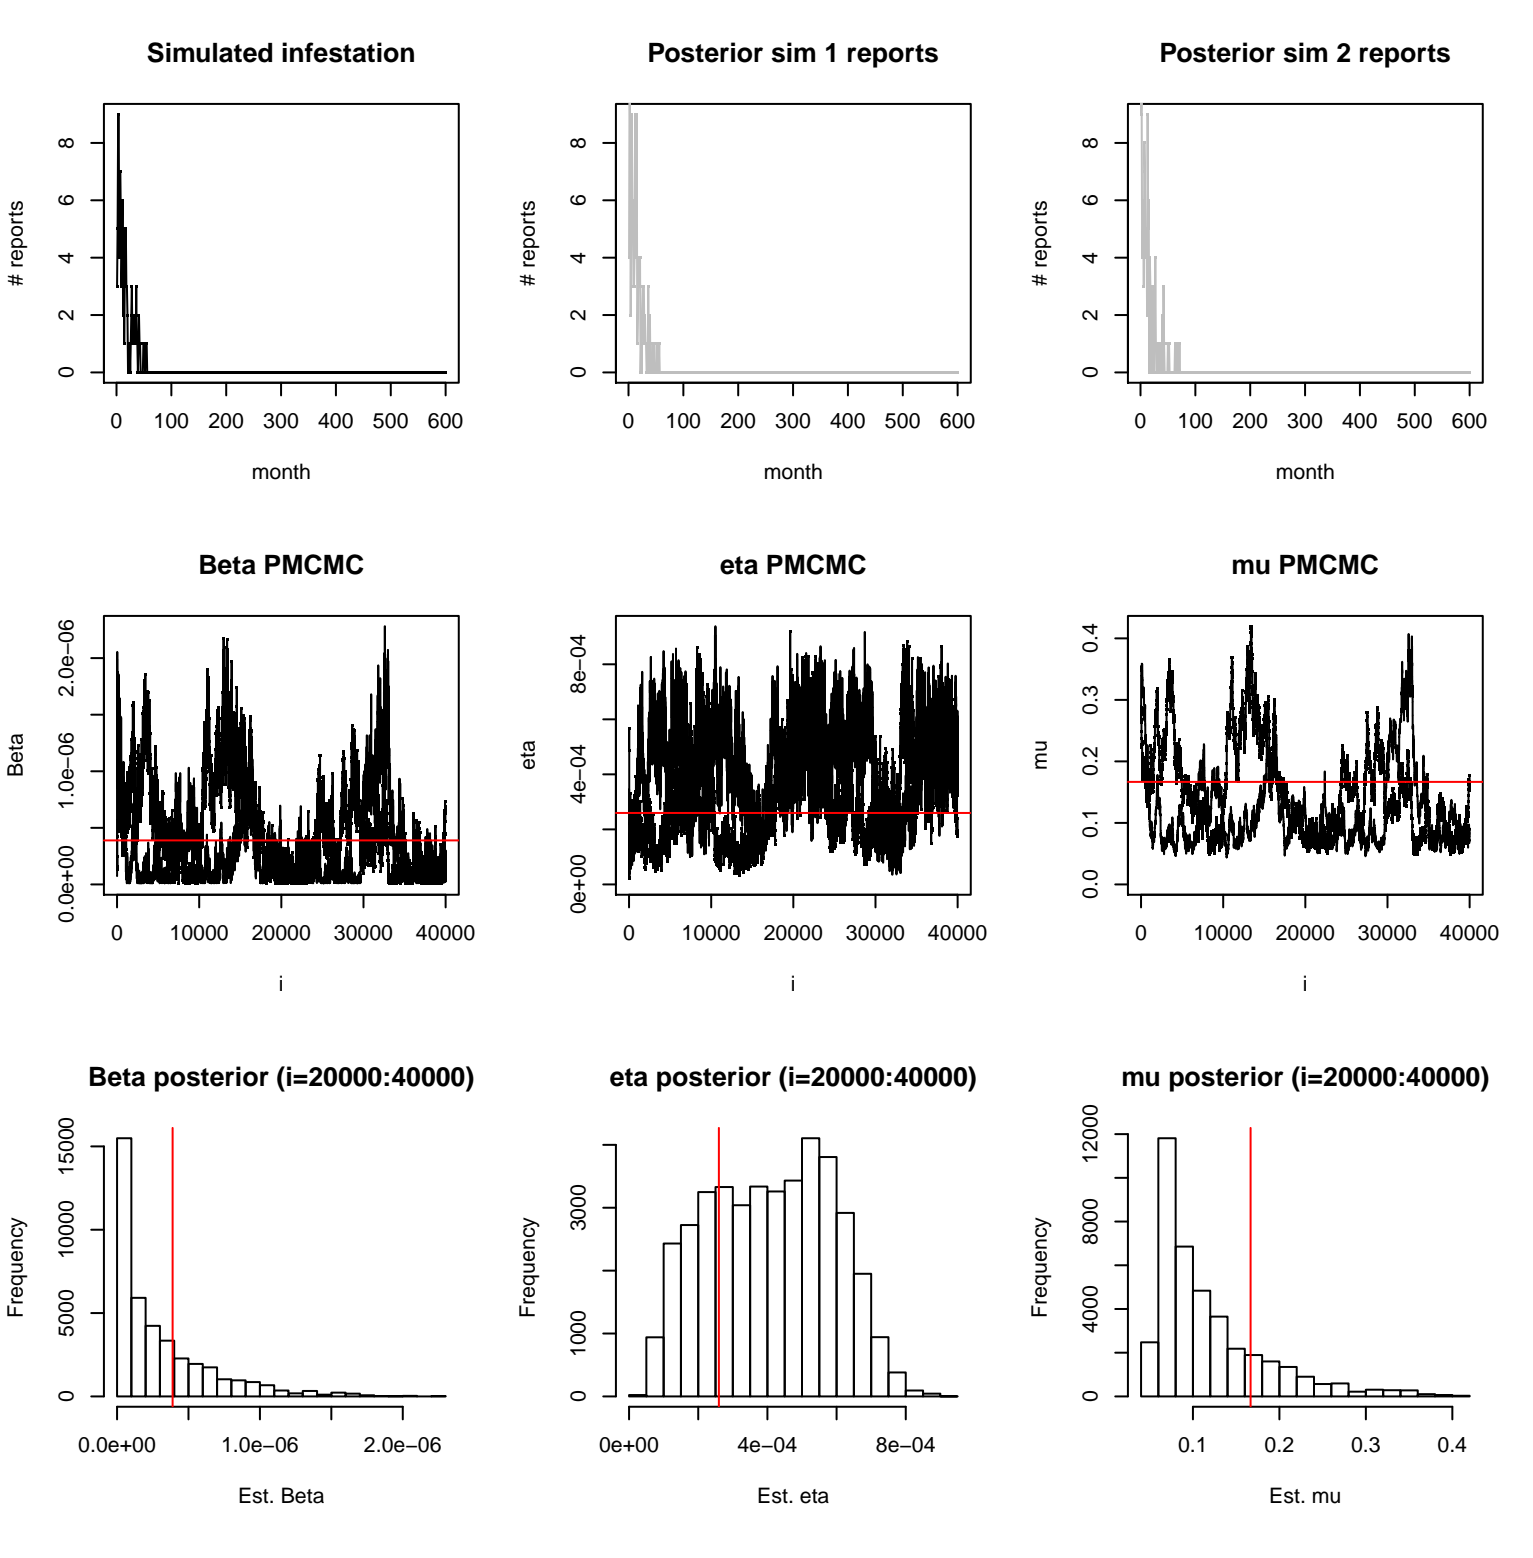 Simulated infestation
# reports
0 2 4 6 8
0 100 200 300 400 500 600
month
Posterior sim 1 reports
# reports
0 2 4 6 8
0 100 200 300 400 500 600
month
Posterior sim 2 reports
# reports
0 2 4 6 8
0 100 200 300 400 500 600
month
Beta PMCMC
Beta
0.0e+00 1.0e−06 2.0e−06
0 10000 20000 30000 40000
i
eta PMCMC
eta
0e+00 4e−04 8e−04
0 10000 20000 30000 40000
i
mu PMCMC
mu
0.0 0.1 0.2 0.3 0.4
0 10000 20000 30000 40000
i
Beta posterior (i=20000:40000)
Frequency
0 5000 10000 15000
0.0e+00 1.0e−06 2.0e−06
Est. Beta
eta posterior (i=20000:40000)
Frequency
0 1000 3000
0e+00 4e−04 8e−04
Est. eta
mu posterior (i=20000:40000)
Frequency
0 4000 8000 12000
0.1 0.2 0.3 0.4
Est. mu